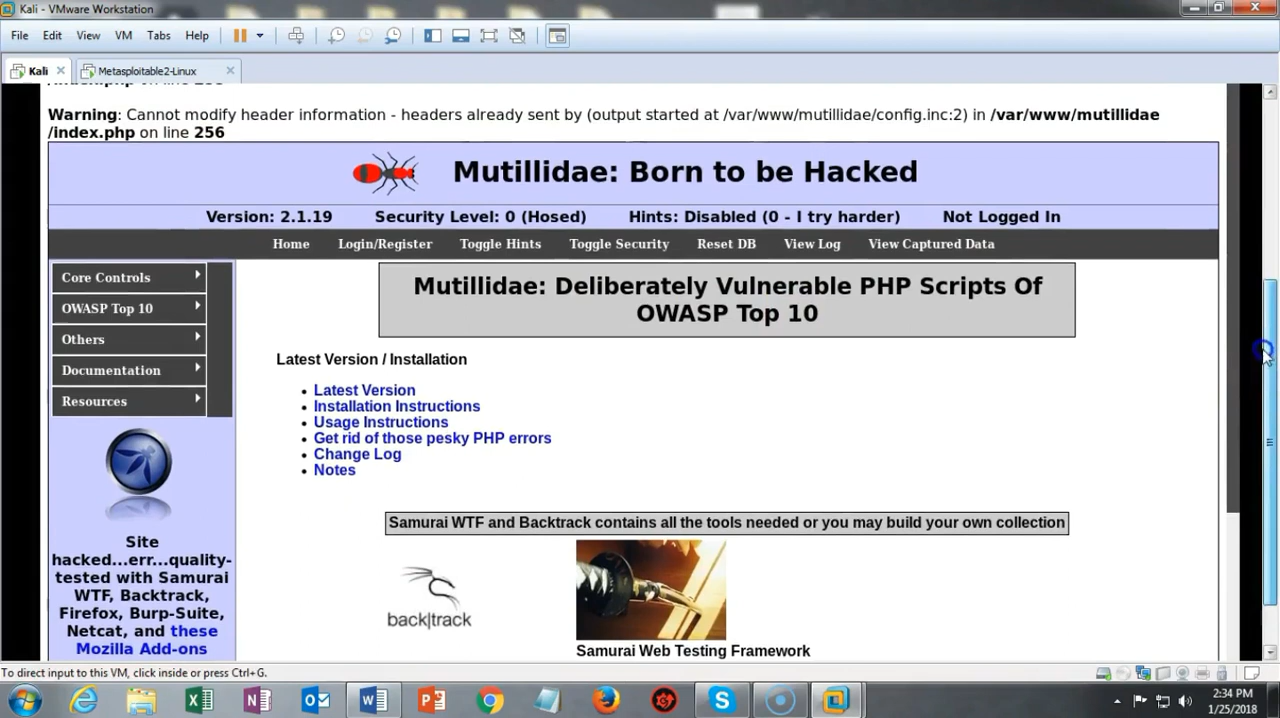 Kali - VMware Workstation
File Edit View VM Tabs Help
Kali Metasploitable2-Linux
Warning: Cannot modify header information - headers already sent by (output started at /var/www/mutillidae/config.inc:2) in /var/www/mutillidae
/index.php on line 256
Mutillidae: Born to be Hacked
Version: 2.1.19 Security Level: 0 (Hosed) Hints: Disabled (0 - I try harder) Not Logged In
Home Login/Register Toggle Hints Toggle Security Reset DB View Log View Captured Data
Core Controls
OWASP Top 10
Others
Documentation
Resources
Mutillidae: Deliberately Vulnerable PHP Scripts Of
OWASP Top 10
Latest Version / Installation
Latest Version
Installation Instructions
Usage Instructions
Get rid of those pesky PHP errors
Change Log
Notes
Samurai WTF and Backtrack contains all the tools needed or you may build your own collection
back|track
Samurai Web Testing Framework
Site
hacked...err...quality-
tested with Samurai
WTF, Backtrack,
Firefox, Burp-Suite,
Netcat, and these
Mozilla Add-ons
To direct input to this VM, click inside or press Ctrl+G.
2:34 PM
1/25/2018